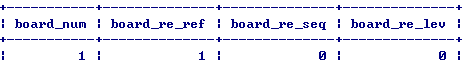 +-----------+--------------+--------------+--------------+
¦ board_num ¦ board_re_ref ¦ board_re_seq ¦ board_re_lev ¦
+-----------+--------------+--------------+--------------+
¦         1 ¦            1 ¦            0 ¦            0 ¦